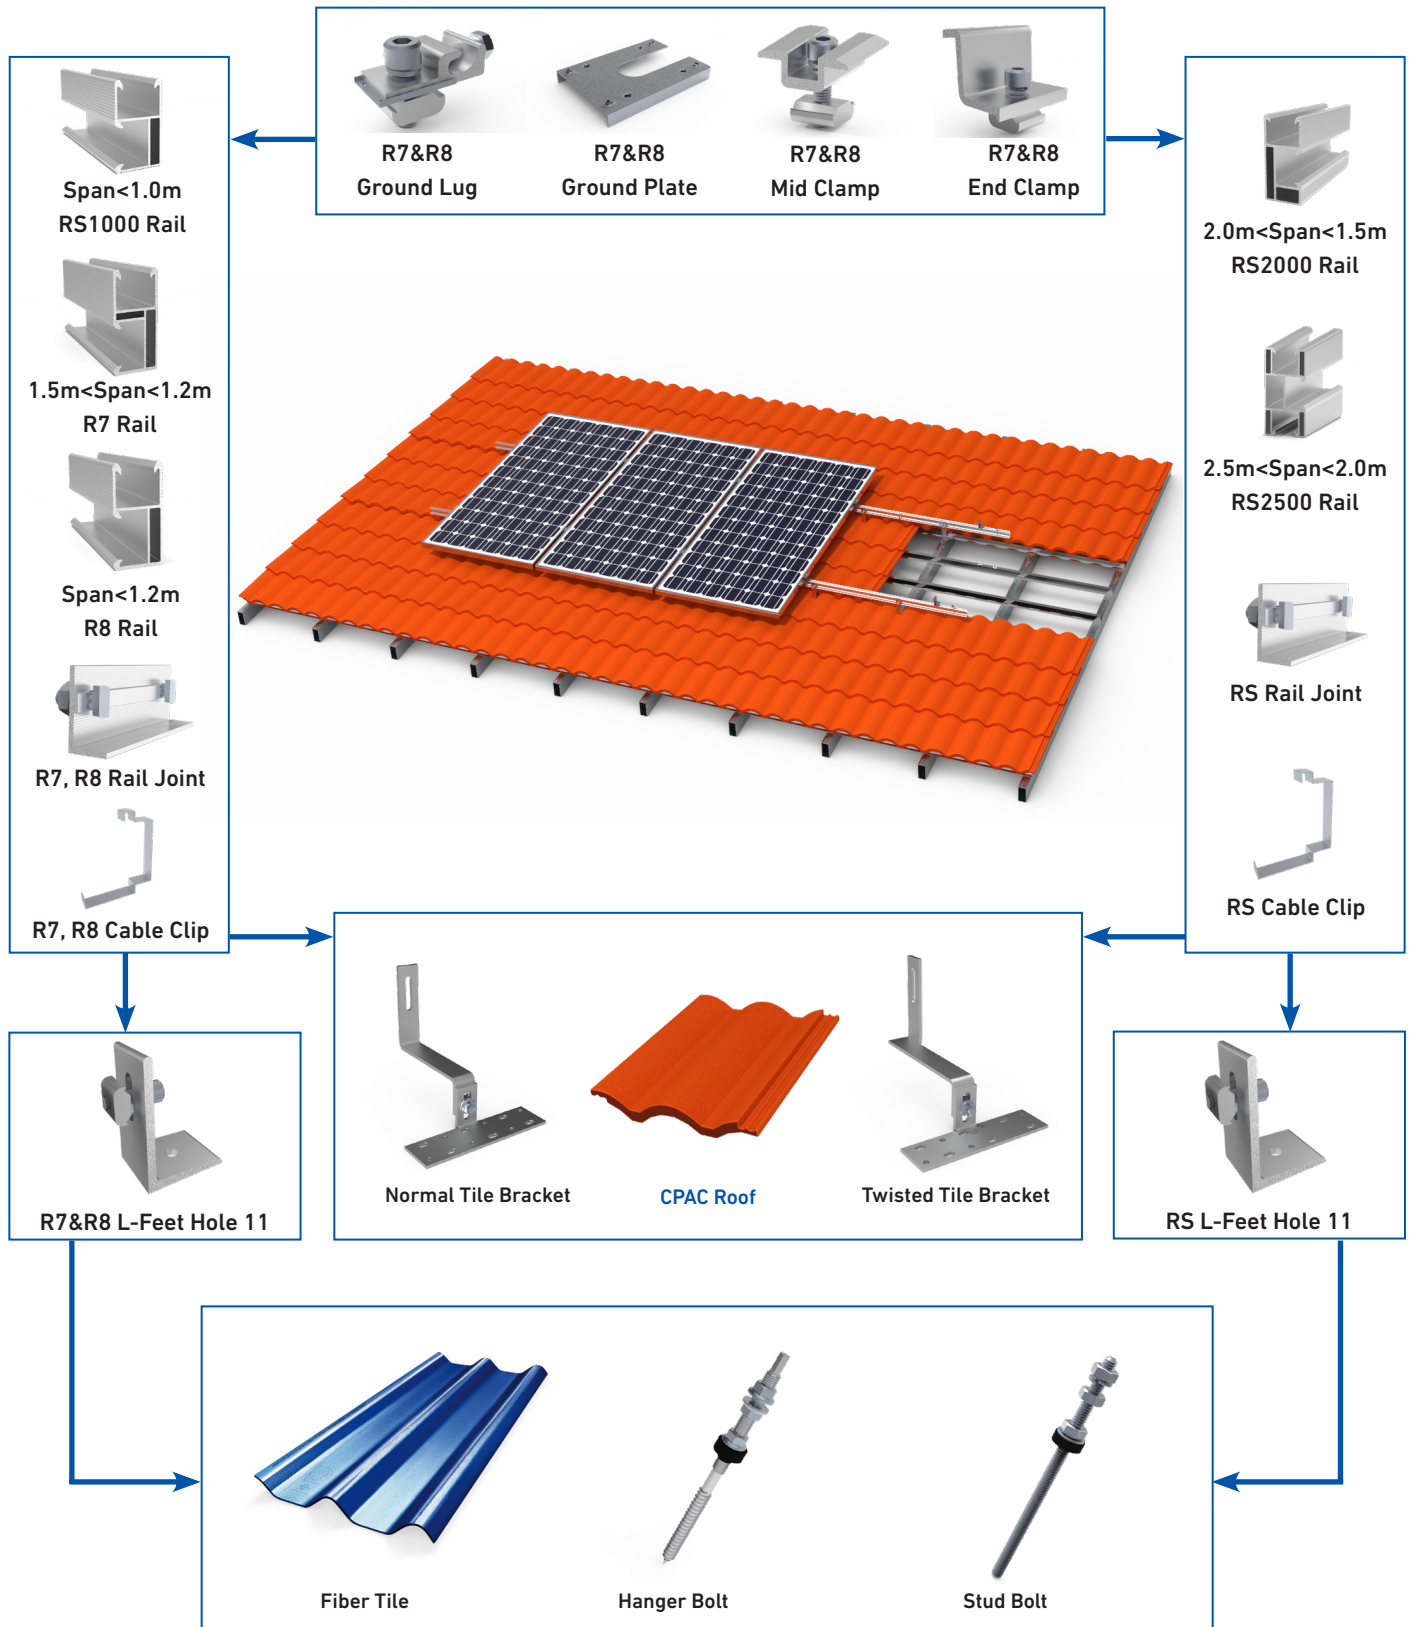 R7&R8
Ground Lug
R7&R8
Ground Plate
R7&R8
Mid Clamp
R7&R8
End Clamp
Span<1.0m
RS1000 Rail
1.5m<Span<1.2m
R7 Rail
Span<1.2m
R8 Rail
R7, R8 Rail Joint
R7, R8 Cable Clip
2.0m<Span<1.5m
RS2000 Rail
2.5m<Span<2.0m
RS2500 Rail
RS Rail Joint
RS Cable Clip
R7&R8 L-Feet Hole 11
Normal Tile Bracket
CPAC Roof
Twisted Tile Bracket
RS L-Feet Hole 11
Fiber Tile
Hanger Bolt
Stud Bolt